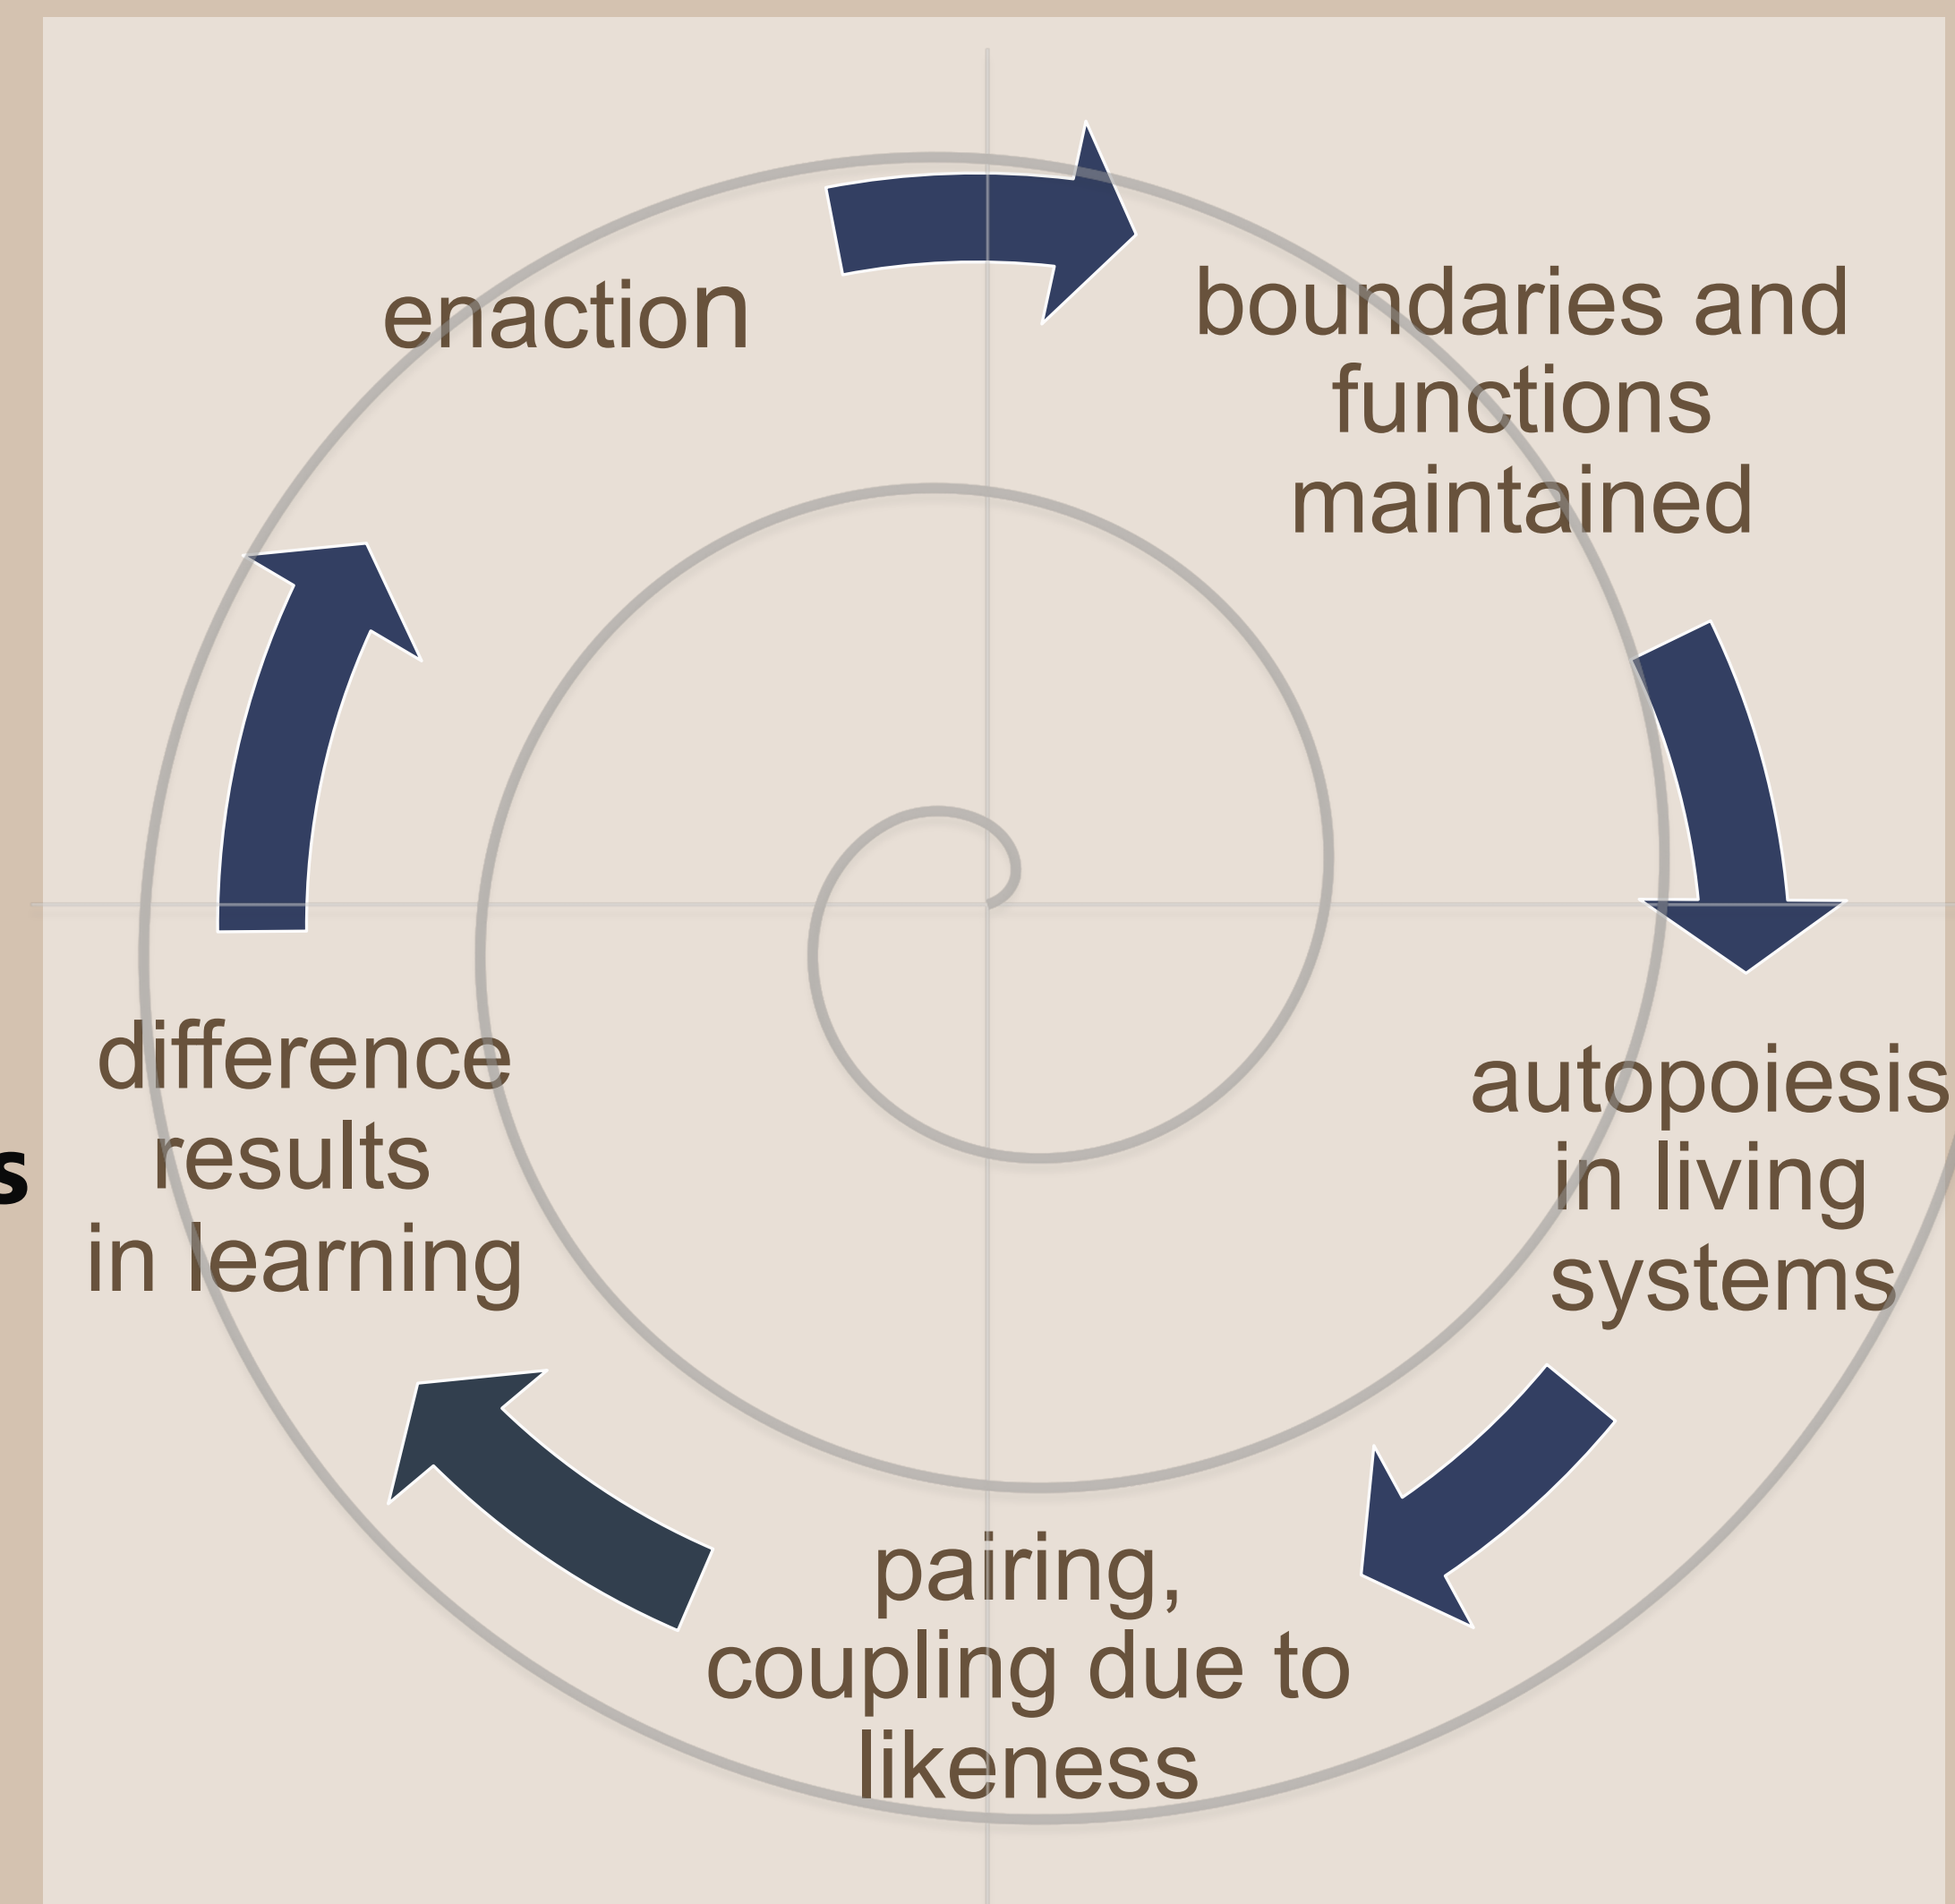 enaction
boundaries and
functions
maintained
autopoiesis
in living
systems
pairing,
coupling due to
likeness
difference
results
in learning
s